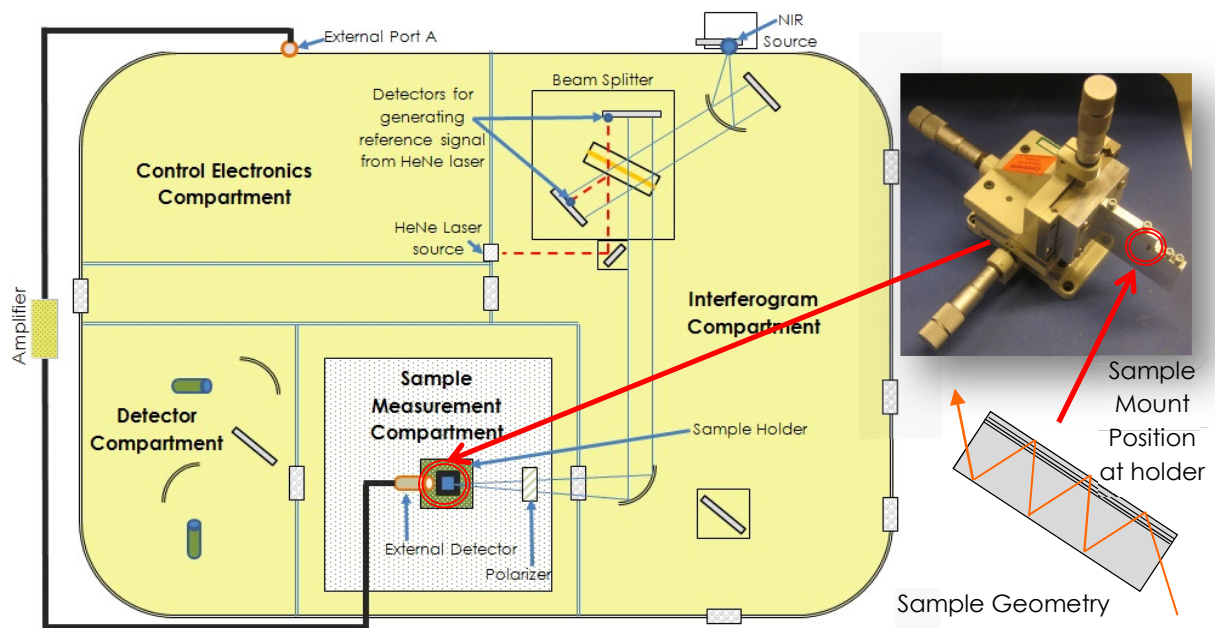 External Port A
NIR
Source
Beam Splitter
Detectors for
generating
reference signal
from HeNe laser
Control Electronics
Compartment
HeNe Laser
source
Amplifier
Interferogram
Compartment
Sample
Measurement
Compartment
Detector
Compartment
Sample Holder
External Detector
Polarizer
Sample
Mount
Position
at holder
Sample Geometry